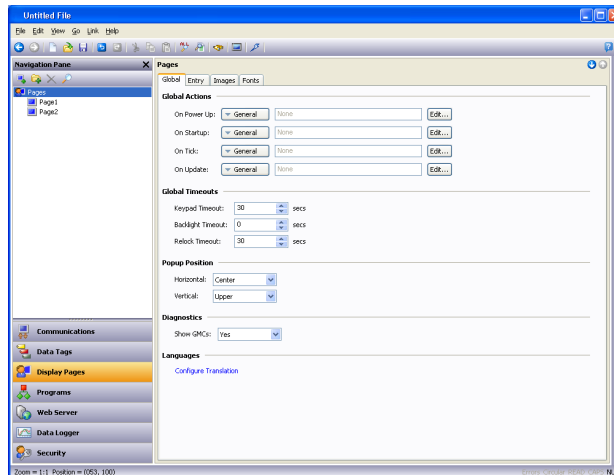 Untitled File
File Edit View Go Link Help
Navigation Pane X
Pages
Page1
Page2
Communications
Data Tags
Display Pages
Programs
Web Server
Data Logger
Security
Pages
Global Entry Images Fonts
Global Actions
On Power Up: General None Edit...
On Startup: General None Edit...
On Tick: General None Edit...
On Update: General None Edit...
Global Timeouts
Keypad Timeout: 30 secs
Backlight Timeout: 0 secs
Relock Timeout: 30 secs
Popup Position
Horizontal: Center
Vertical: Upper
Diagnostics
Show GMCs: Yes
Languages
Configure Translation
Zoom = 1:1 Position = (053, 100)